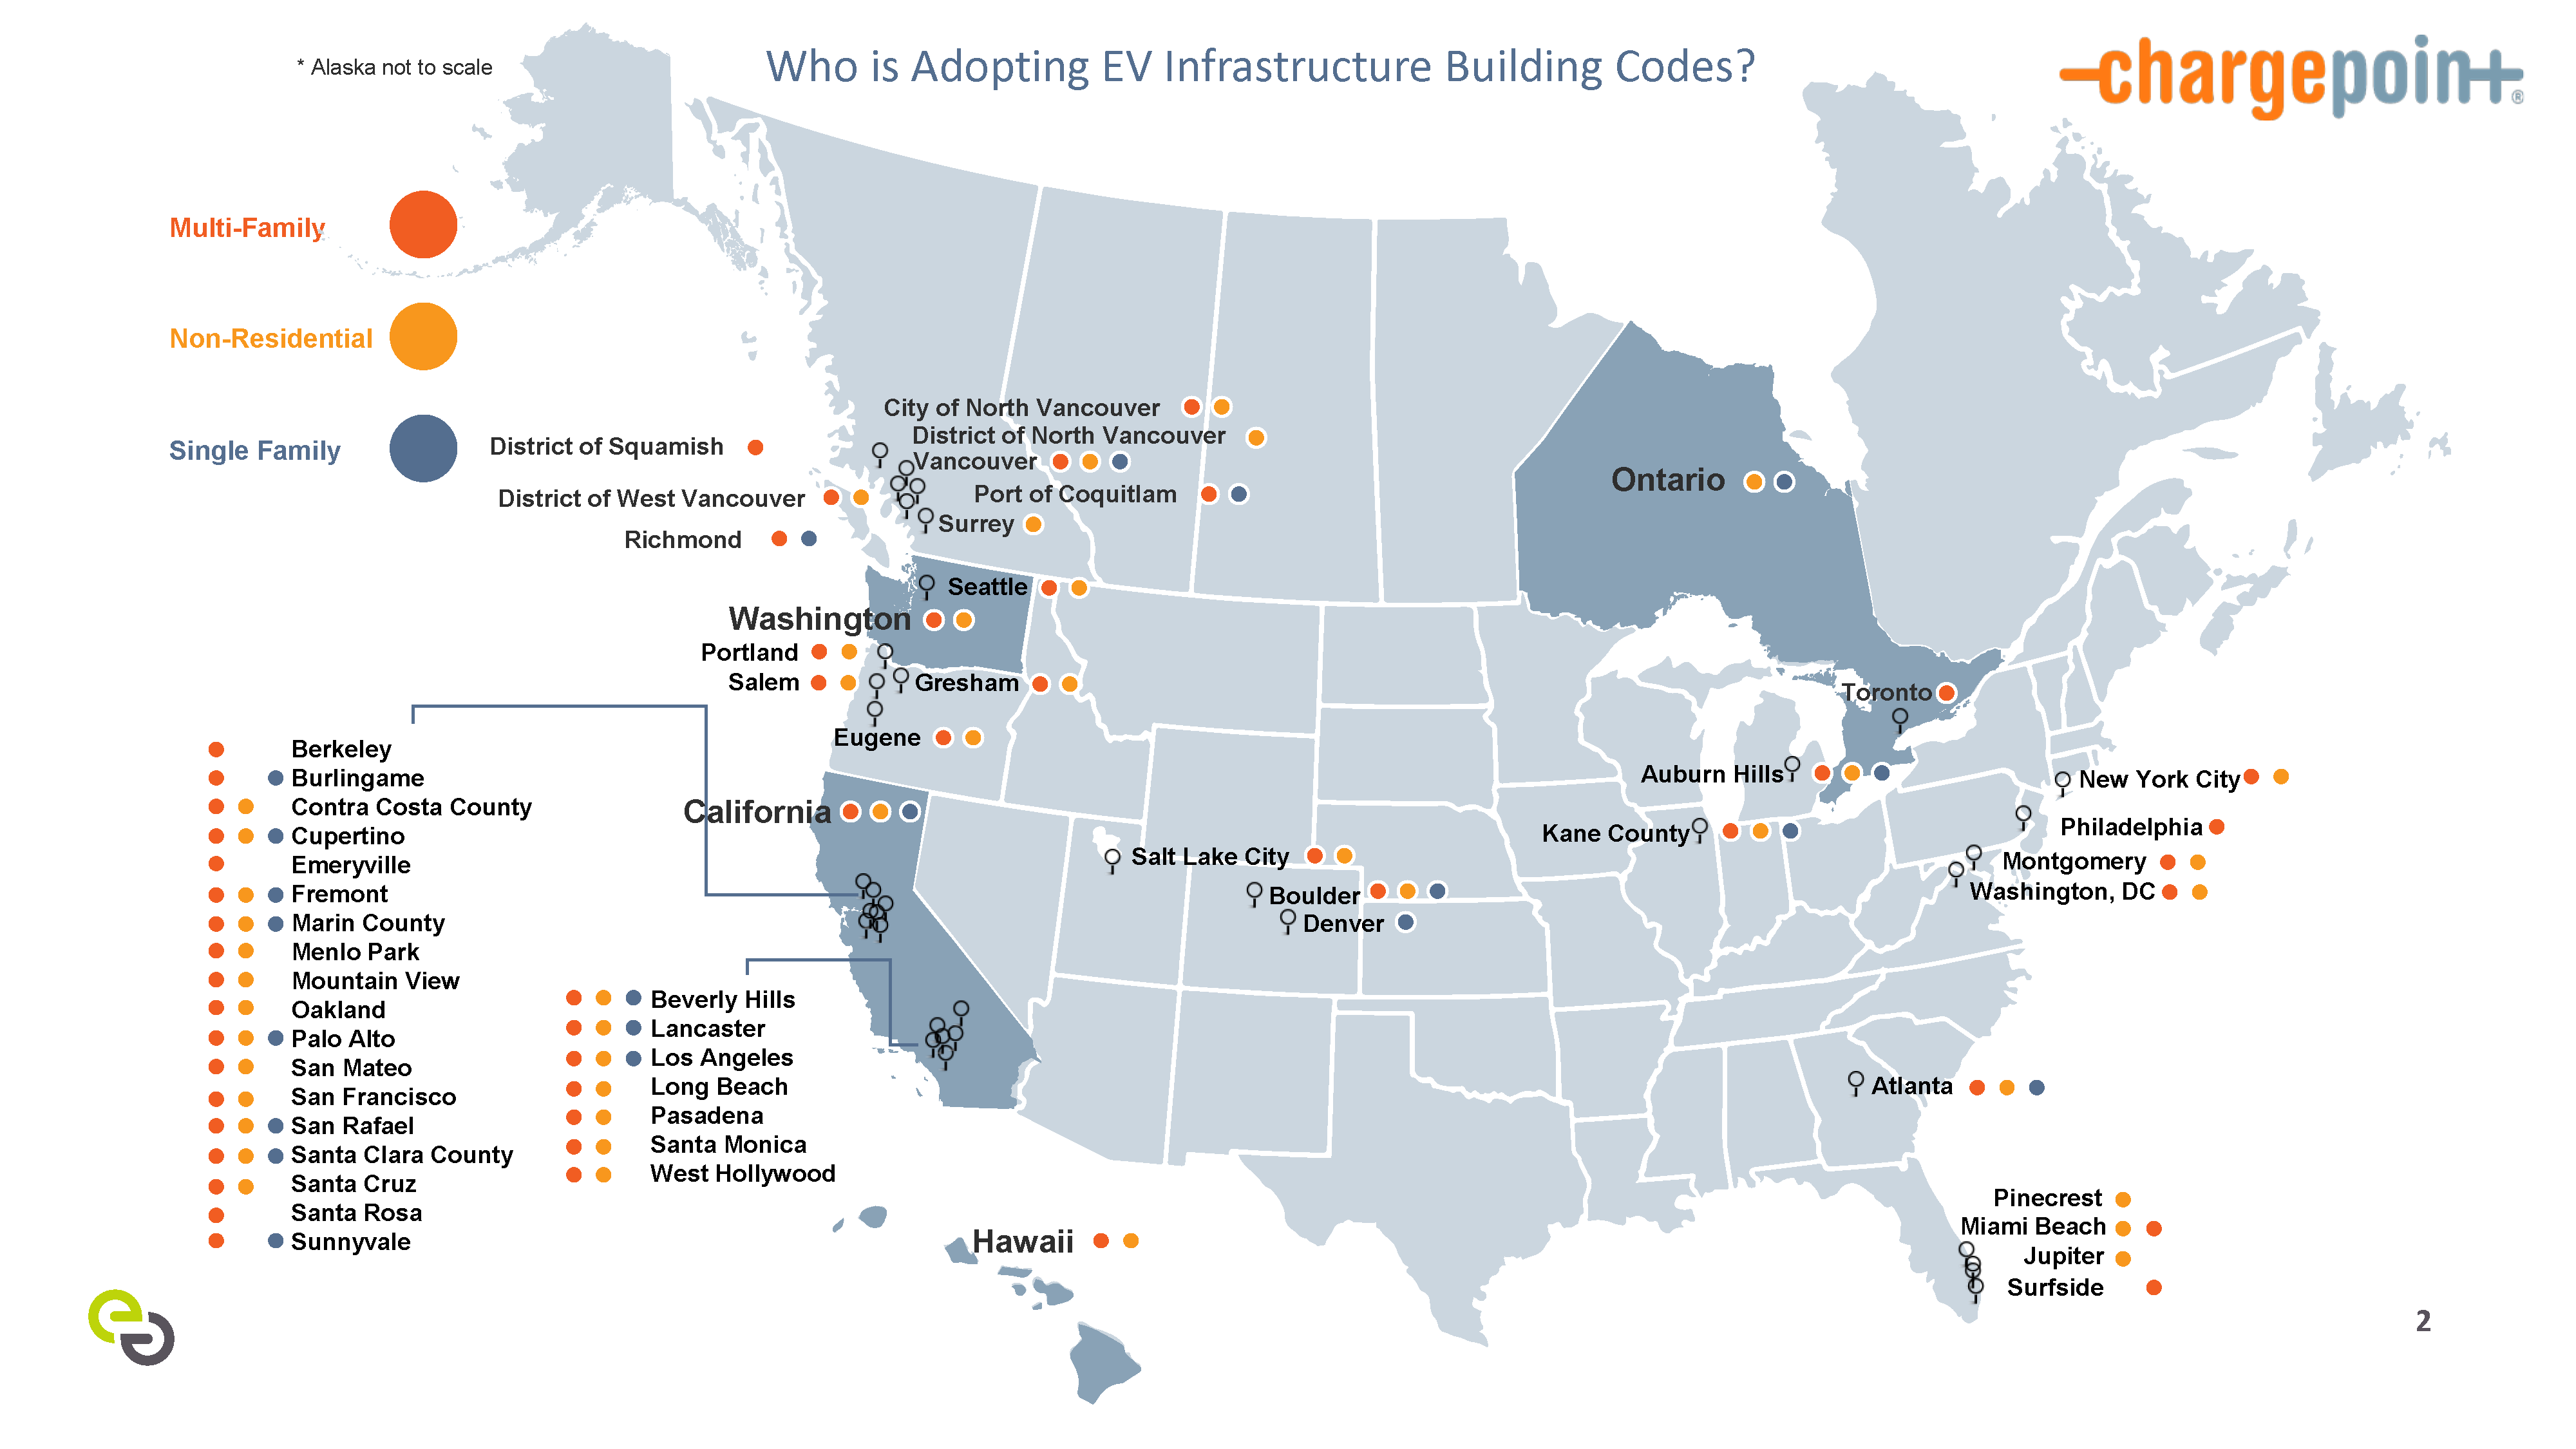 * Alaska not to scale
Who is Adopting EV Infrastructure Building Codes?
chargepoint®
Multi-Family
Non-Residential
Single Family
City of North Vancouver
District of North Vancouver
District of Squamish
Vancouver
Port of Coquitlam
District of West Vancouver
Surrey
Richmond
Ontario
Seattle
Washington
Portland
Salem
Gresham
Eugene
Toronto
Auburn Hills
New York City
California
Kane County
Philadelphia
Salt Lake City
Montgomery
Boulder
Washington, DC
Denver
Berkeley
Burlingame
Contra Costa County
Cupertino
Emeryville
Fremont
Marin County
Menlo Park
Mountain View
Oakland
Palo Alto
San Mateo
San Francisco
San Rafael
Santa Clara County
Santa Cruz
Santa Rosa
Sunnyvale
Beverly Hills
Lancaster
Los Angeles
Long Beach
Pasadena
Santa Monica
West Hollywood
Atlanta
Hawaii
Pinecrest
Miami Beach
Jupiter
Surfside
2